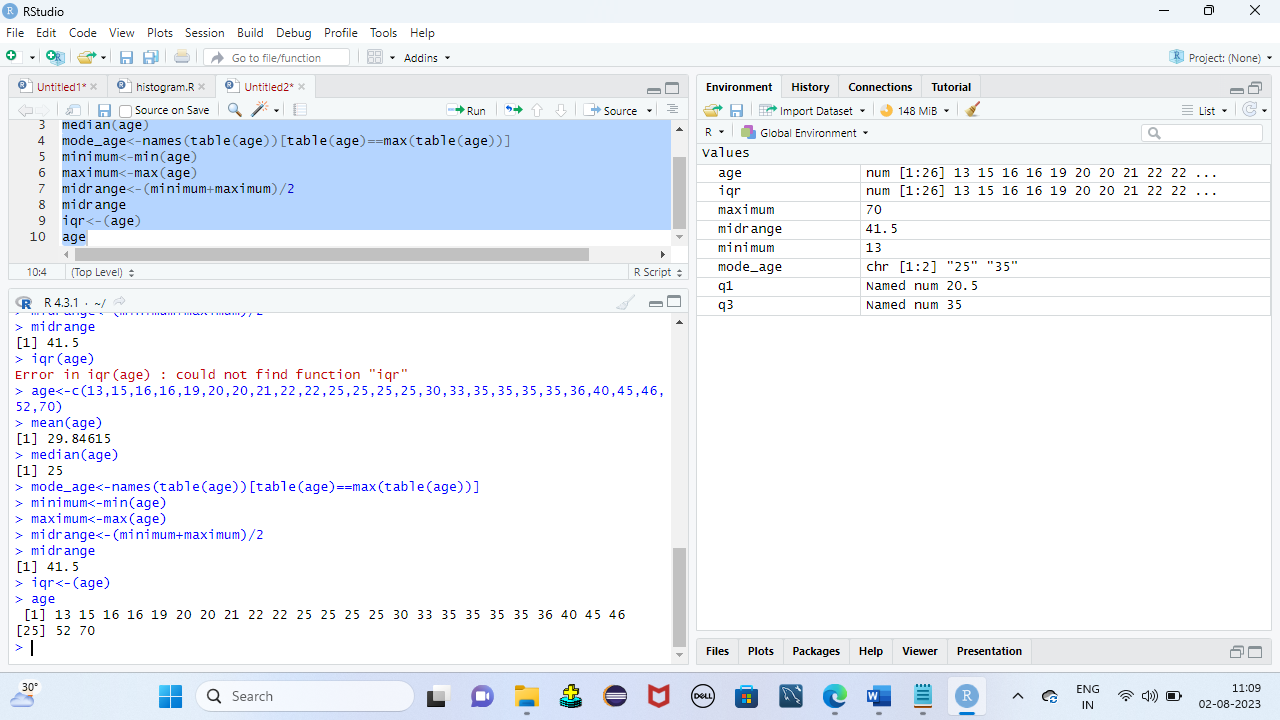 RStudio
File Edit Code View Plots Session Build Debug Profile Tools Help
Go to file/function Addins Project: (None)
Untitled1* histogram.R Untitled2*
Source on Save Run Source
3 median(age)
4 mode_age<-names(table(age))[table(age)==max(table(age))]
5 minimum<-min(age)
6 maximum<-max(age)
7 midrange<-(minimum+maximum)/2
8 midrange
9 iqr<-(age)
10 age
10:4 (Top Level) R Script
R 4.3.1 · ~/
> midrange<-(minimum+maximum)/2
> midrange
[1] 41.5
> iqr(age)
Error in iqr(age) : could not find function "iqr"
> age<-c(13,15,16,16,19,20,20,21,22,22,25,25,25,25,30,33,35,35,35,35,36,40,45,46,
52,70)
> mean(age)
[1] 29.84615
> median(age)
[1] 25
> mode_age<-names(table(age))[table(age)==max(table(age))]
> minimum<-min(age)
> maximum<-max(age)
> midrange<-(minimum+maximum)/2
> midrange
[1] 41.5
> iqr<-(age)
> age
[1] 13 15 16 16 19 20 20 21 22 22 25 25 25 25 30 33 35 35 35 35 36 40 45 46
[25] 52 70
>
Environment History Connections Tutorial
Import Dataset 148 MiB List
R Global Environment
Values
age num [1:26] 13 15 16 16 19 20 20 21 22 22 ...
iqr num [1:26] 13 15 16 16 19 20 20 21 22 22 ...
maximum 70
midrange 41.5
minimum 13
mode_age chr [1:2] "25" "35"
q1 Named num 20.5
q3 Named num 35
Files Plots Packages Help Viewer Presentation
30°
Search
DELL
ENG
IN
11:09
02-08-2023